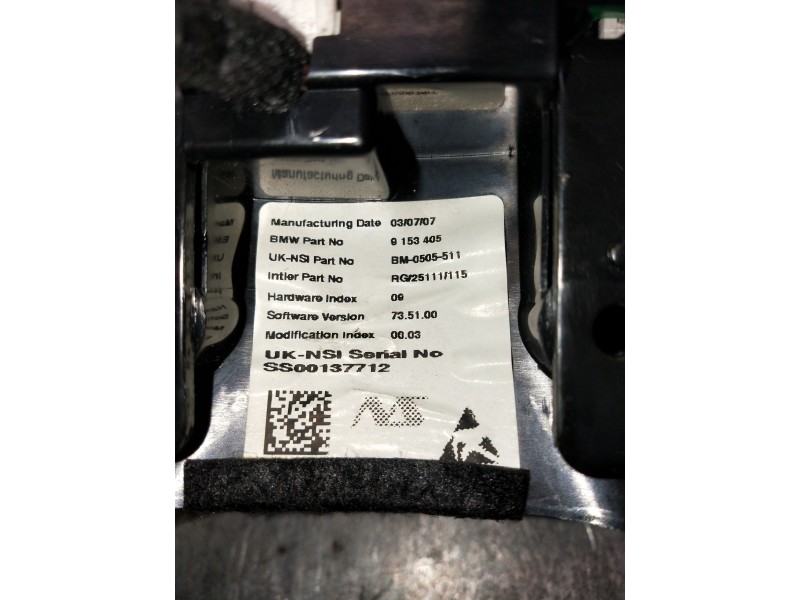 Manufacturing Date 03/07/07
BMW Part No 9 153 405
UK-NSI Part No BM-0505-511
Intier Part No RG/25111/115
Hardware Index 09
Software Version 73.51.00
Modification Index 00.03
UK-NSI Serial No
SS00137712